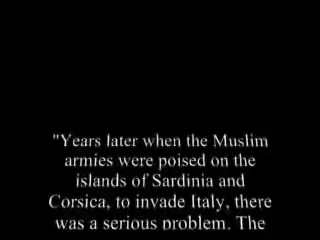 "Years later when the Muslim
armies were poised on the
islands of Sardinia and
Corsica, to invade Italy, there
was a serious problem. The